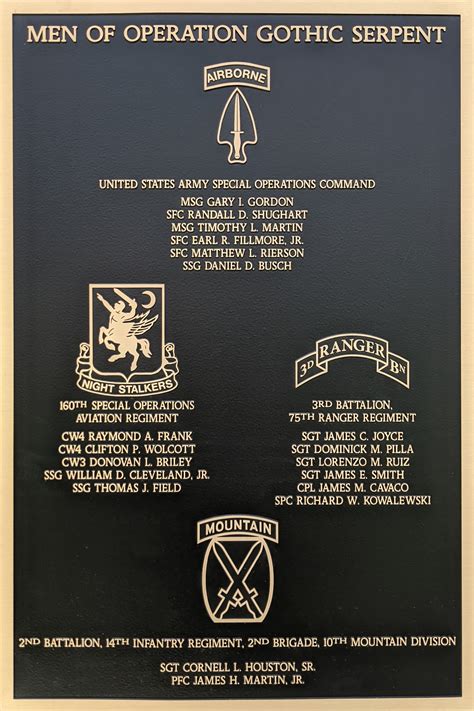 MEN OF OPERATION GOTHIC SERPENT
AIRBORNE
UNITED STATES ARMY SPECIAL OPERATIONS COMMAND
MSG GARY I. GORDON
SFC RANDALL D. SHUGHART
MSG TIMOTHY L. MARTIN
SFC EARL R. FILLMORE, JR.
SFC MATTHEW L. RIERSON
SSG DANIEL D. BUSCH
NIGHT STALKERS
160TH SPECIAL OPERATIONS
AVIATION REGIMENT
CW4 RAYMOND A. FRANK
CW4 CLIFTON P. WOLCOTT
CW3 DONOVAN L. BRILEY
SSG WILLIAM D. CLEVELAND, JR.
SSG THOMAS J. FIELD
3D RANGER BN
3RD BATTALION,
75TH RANGER REGIMENT
SGT JAMES C. JOYCE
SGT DOMINICK M. PILLA
SGT LORENZO M. RUIZ
SGT JAMES E. SMITH
CPL JAMES M. CAVACO
SPC RICHARD W. KOWALEWSKI
MOUNTAIN
2ND BATTALION, 14TH INFANTRY REGIMENT, 2ND BRIGADE, 10TH MOUNTAIN DIVISION
SGT CORNELL L. HOUSTON, SR.
PFC JAMES H. MARTIN, JR.